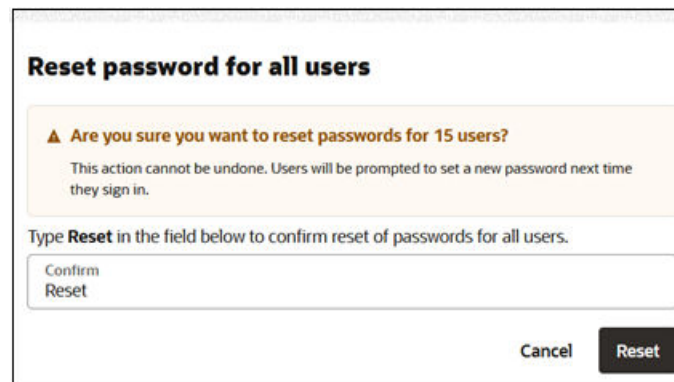 Reset password for all users
Are you sure you want to reset passwords for 15 users?
This action cannot be undone. Users will be prompted to set a new password next time
they sign in.
Type Reset in the field below to confirm reset of passwords for all users.
Confirm
Reset
Cancel Reset